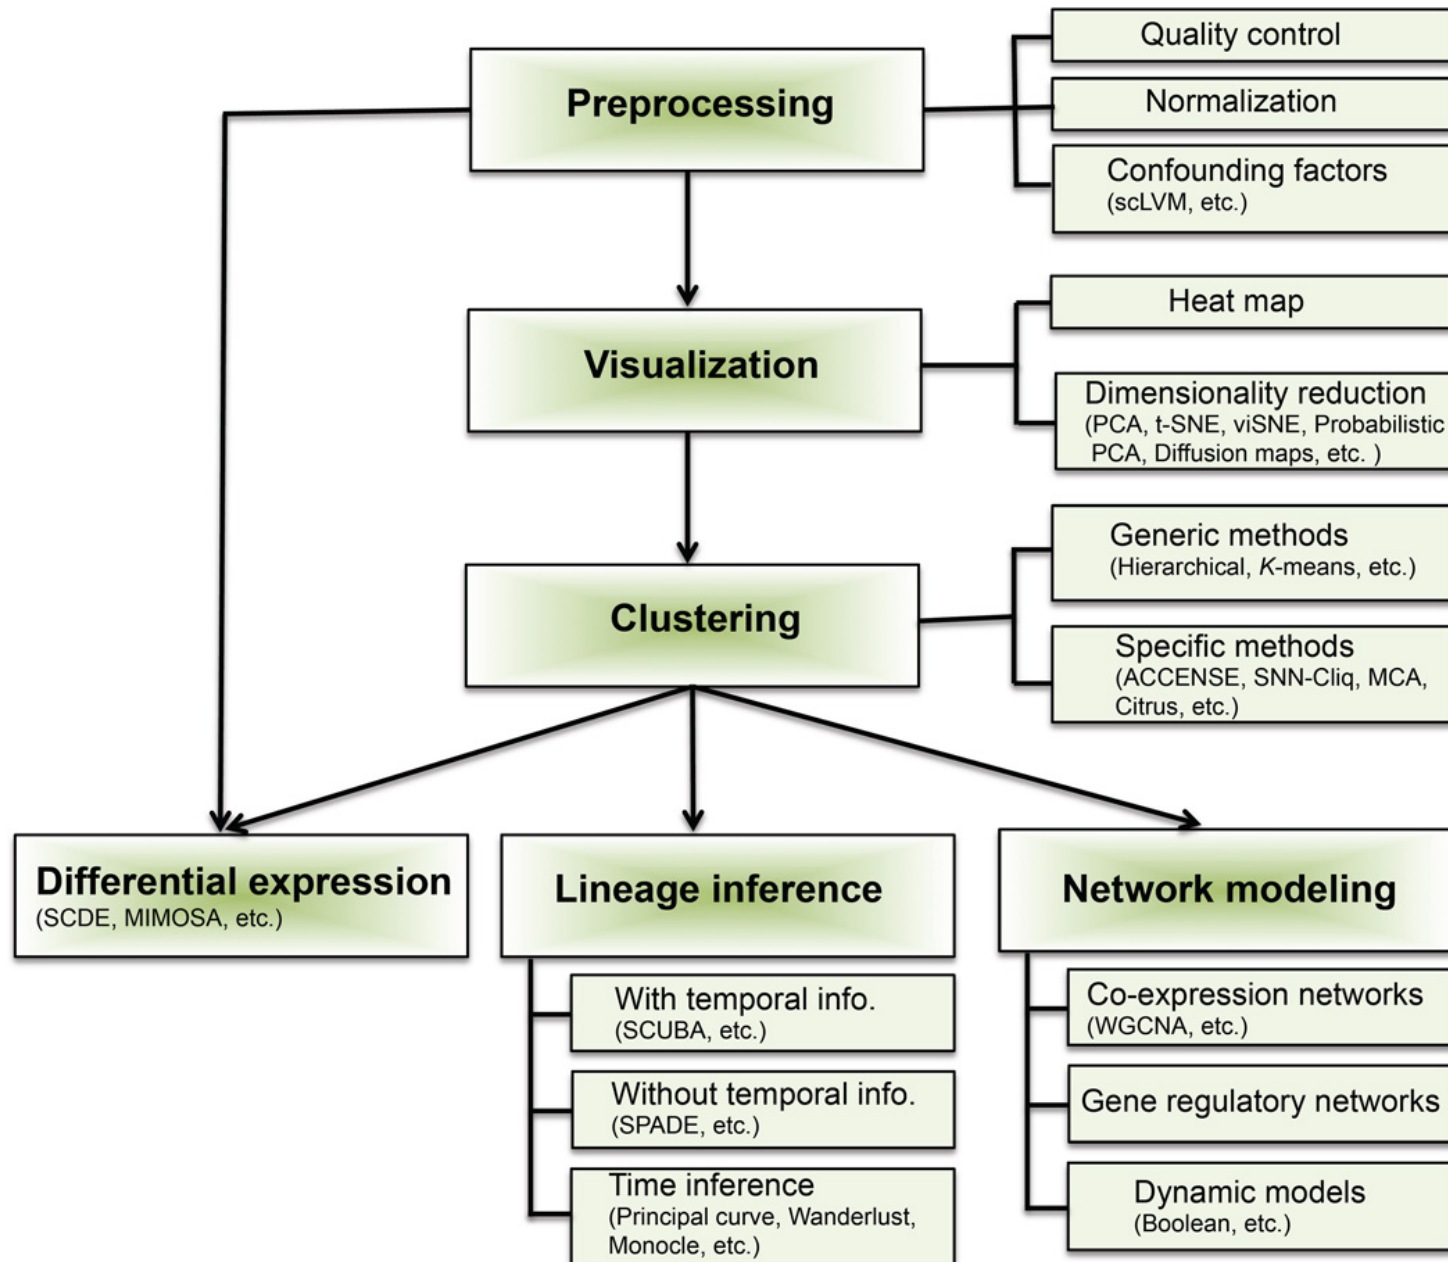 Preprocessing
Quality control
Normalization
Confounding factors
(scLVM, etc.)
Visualization
Heat map
Dimensionality reduction
(PCA, t-SNE, viSNE, Probabilistic
PCA, Diffusion maps, etc. )
Clustering
Generic methods
(Hierarchical, K-means, etc.)
Specific methods
(ACCENSE, SNN-Cliq, MCA,
Citrus, etc.)
Differential expression
(SCDE, MIMOSA, etc.)
Lineage inference
With temporal info.
(SCUBA, etc.)
Without temporal info.
(SPADE, etc.)
Time inference
(Principal curve, Wanderlust,
Monocle, etc.)
Network modeling
Co-expression networks
(WGCNA, etc.)
Gene regulatory networks
Dynamic models
(Boolean, etc.)